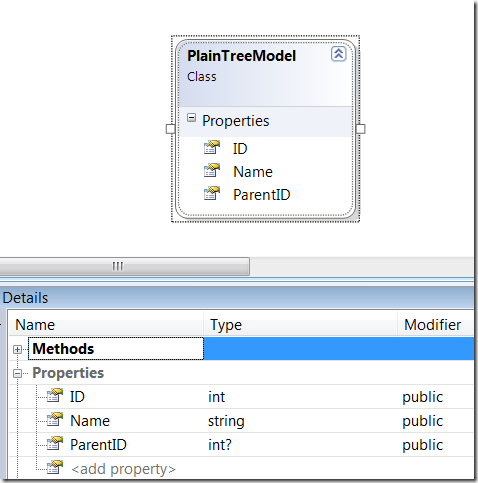 PlainTreeModel
Class
Properties
ID
Name
ParentID
Details
Name Type Modifier
Methods
Properties
ID int public
Name string public
ParentID int? public
<add property>